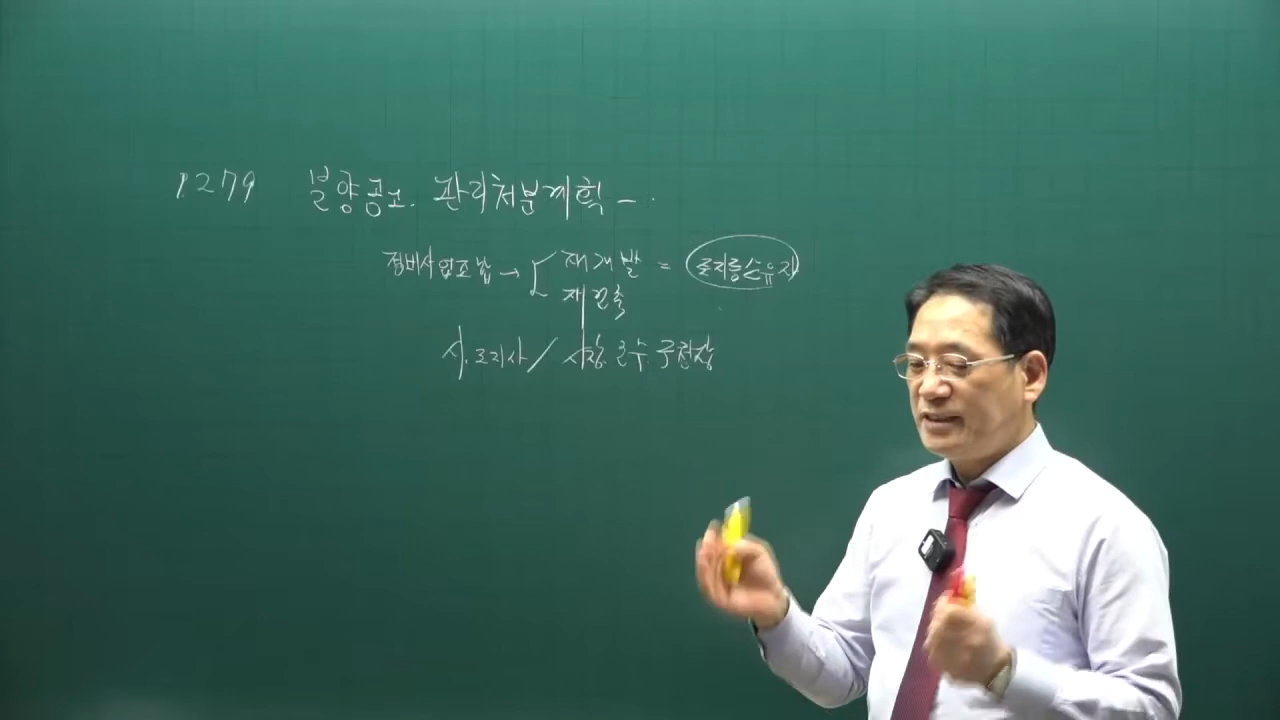 1279 분양공고. 관리처분계획 - ..
정비사업조합 → [ 재개발 = 토지등소유자
재건축
시.도지사 / 시장.군수.구청장